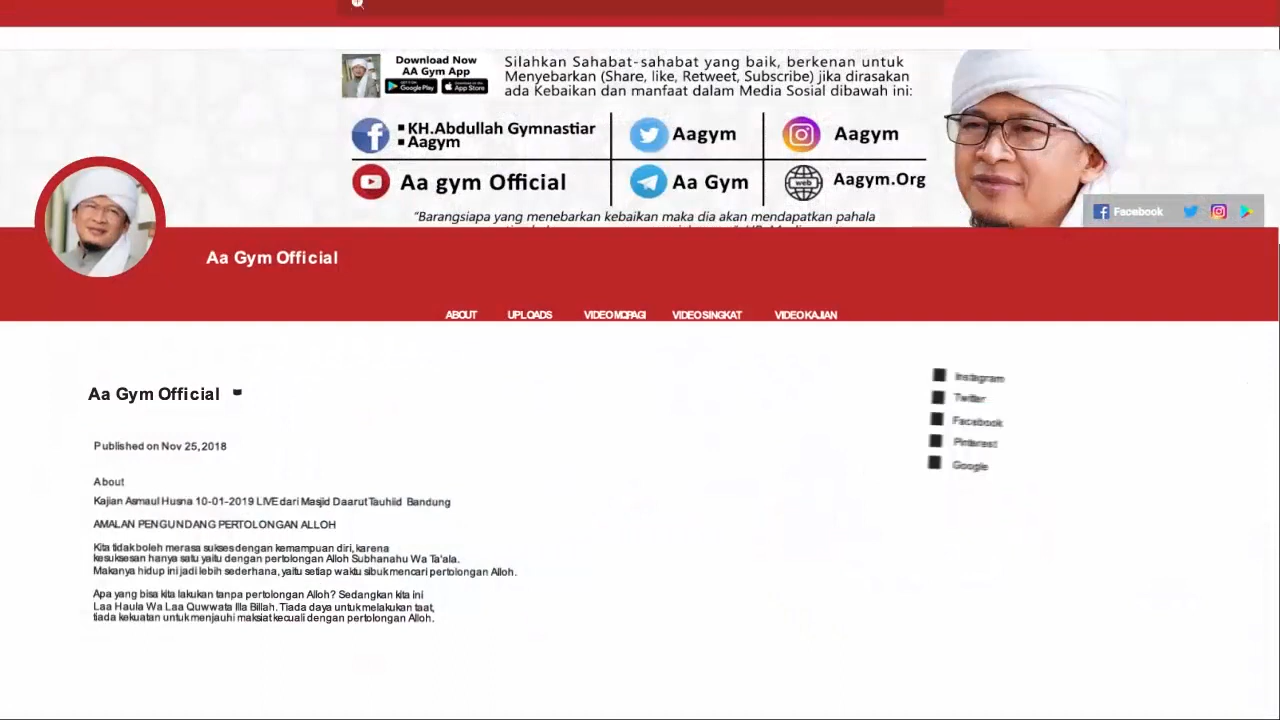 Download Now
AA Gym App
Google Play
App Store
Silahkan Sahabat-sahabat yang baik, berkenan untuk
Menyebarkan (Share, like, Retweet, Subscribe) jika dirasakan
ada Kebaikan dan manfaat dalam Media Sosial dibawah ini:
KH.Abdullah Gymnastiar
Aagym
Aagym
Aagym
Aa gym Official
Aa Gym
web
Aagym.Org
"Barangsiapa yang menebarkan kebaikan maka dia akan mendapatkan pahala
Facebook
Aa Gym Official
ABOUT UPLOADS VIDEO MQPAGI VIDEO SINGKAT VIDEO KAJIAN
Aa Gym Official
Instagram
Twitter
Facebook
Pinterest
Google
Published on Nov 25,2018
About
Kajian Asmaul Husna 10-01-2019 LIVE dari Masjid Daarut Tauhiid Bandung
AMALAN PENGUNDANG PERTOLONGAN ALLOH
Kita tidak boleh merasa sukses dengan kemampuan diri, karena
kesuksesan hanya satu yaitu dengan pertolongan Alloh Subhanahu Wa Ta'ala.
Makanya hidup ini jadi lebih sederhana, yaitu setiap waktu sibuk mencari pertolongan Alloh.
Apa yang bisa kita lakukan tanpa pertolongan Alloh? Sedangkan kita ini
Laa Haula Wa Laa Quwwata Illa Billah. Tiada daya untuk melakukan taat,
tiada kekuatan untuk menjauhi maksiat kecuali dengan pertolongan Alloh.